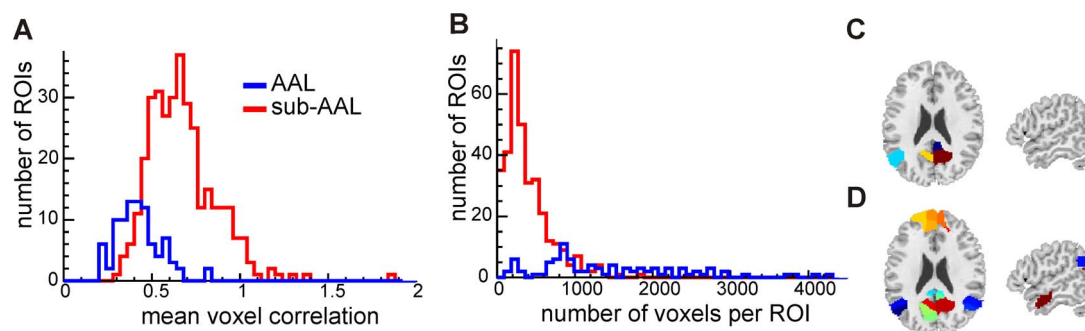 A
number of ROIs
30
20
10
0
0
0.5
1
1.5
2
mean voxel correlation
AAL
sub-AAL
B
number of ROIs
60
40
20
0
0
1000
2000
3000
4000
number of voxels per ROI
C
D